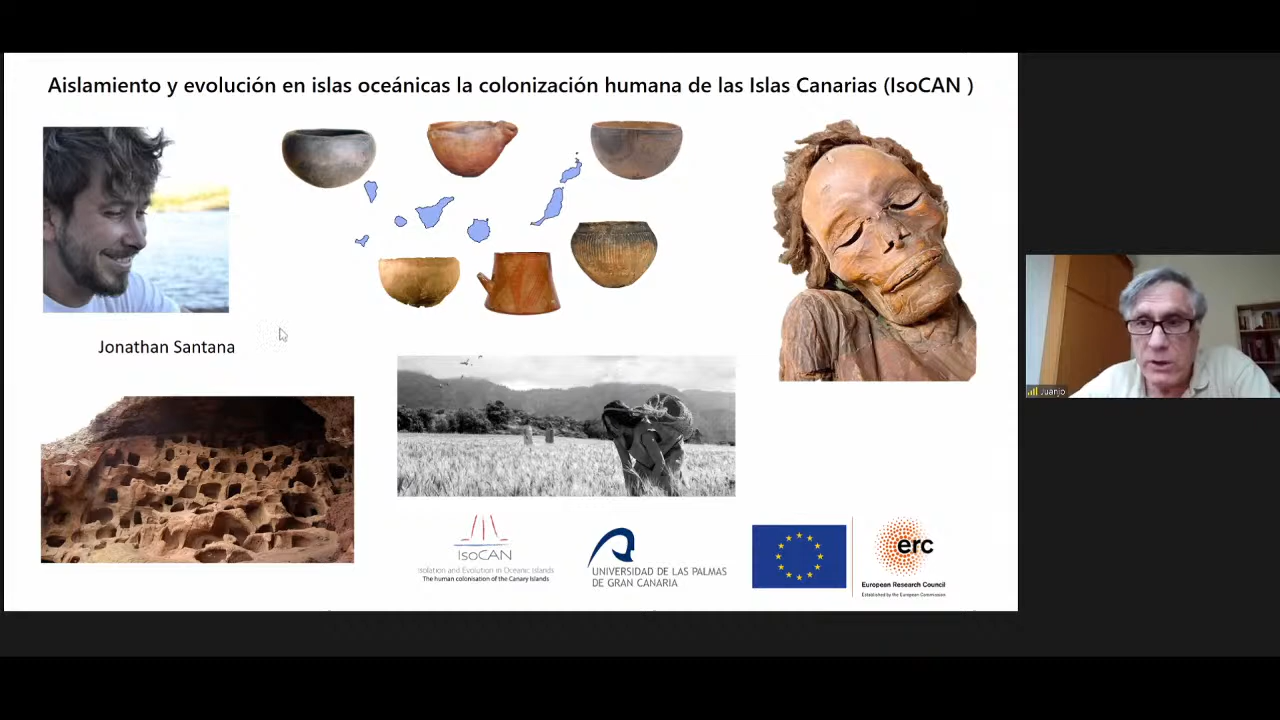 Aislamiento y evolución en islas oceánicas la colonización humana de las Islas Canarias (IsoCAN )
Jonathan Santana
Juanjo
IsoCAN
Isolation and Evolution in Oceanic Islands
The human colonisation of the Canary Islands
UNIVERSIDAD DE LAS PALMAS
DE GRAN CANARIA
erc
European Research Council
Established by the European Commission